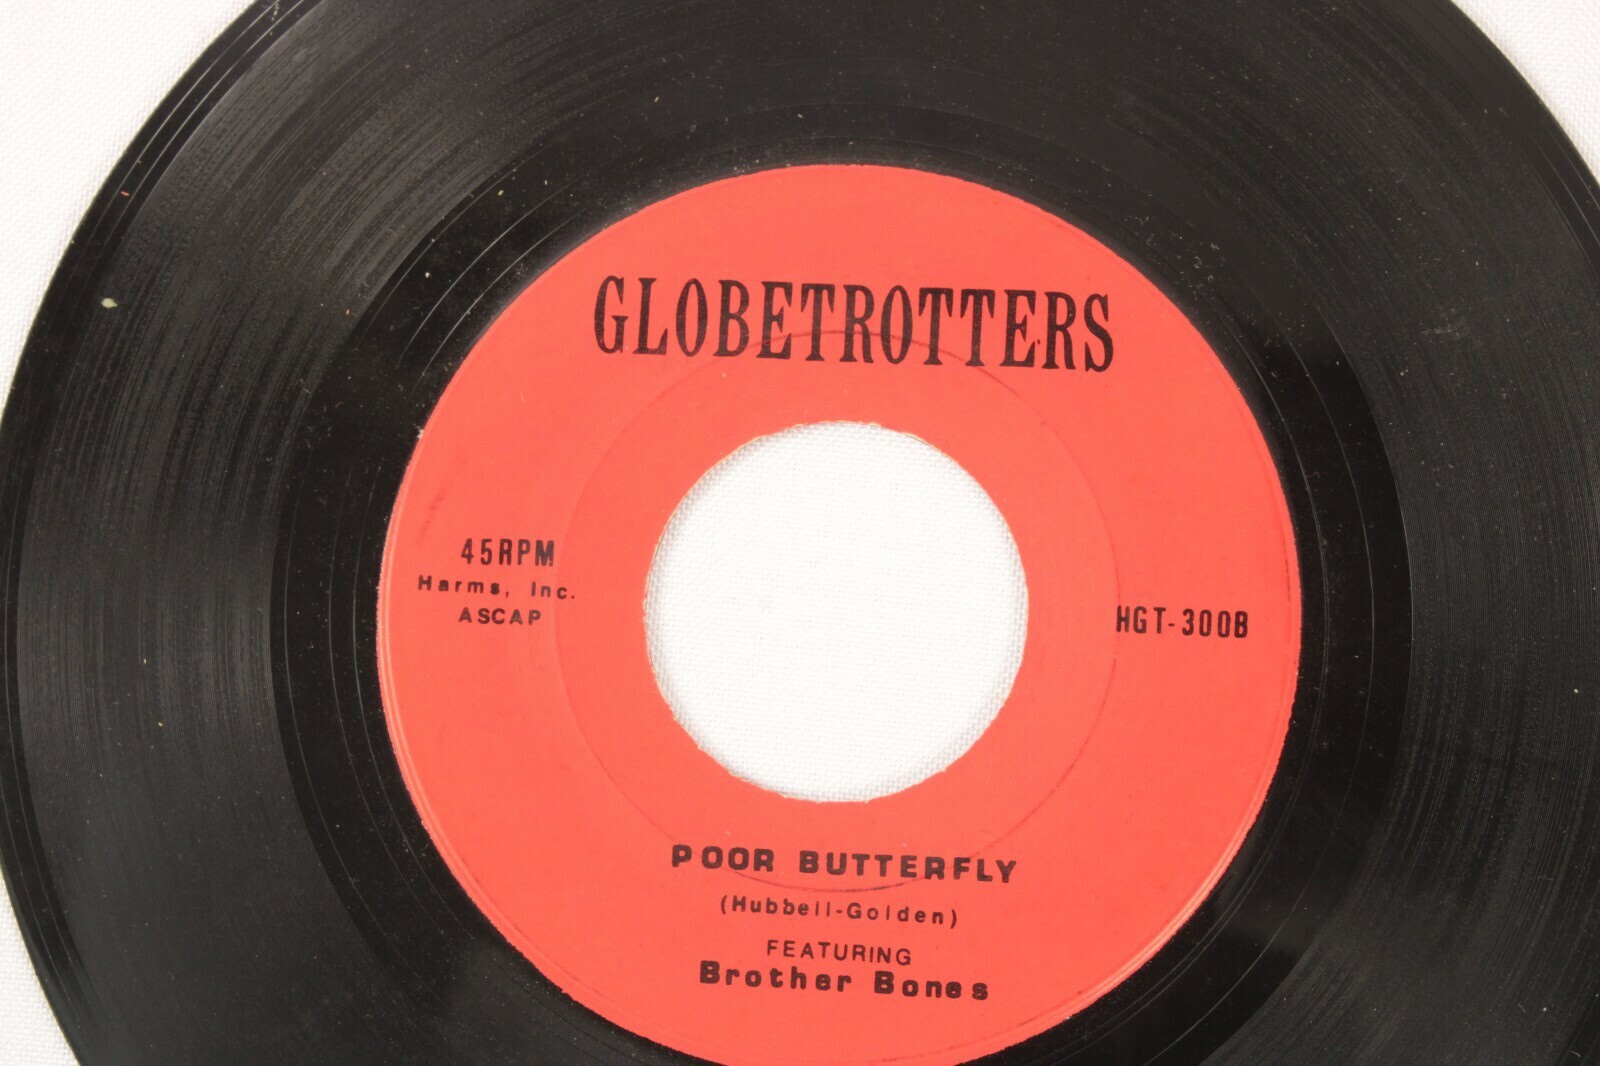 GLOBETROTTERS
45RPM
Harms, Inc.
ASCAP
HGT-300B
POOR BUTTERFLY
(Hubbell-Golden)
FEATURING
Brother Bones